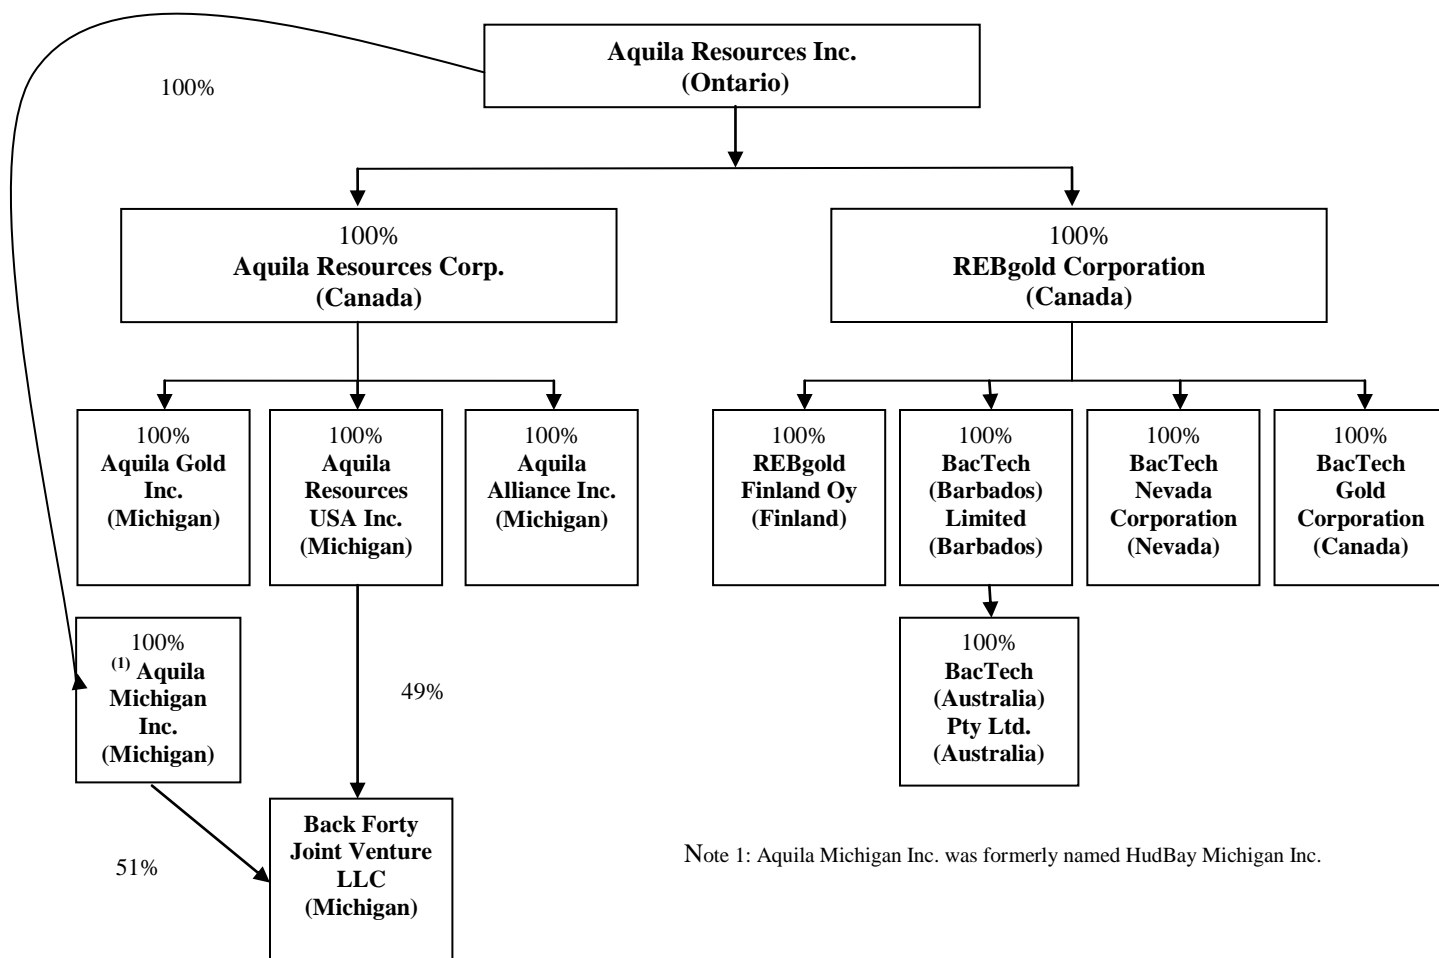 Aquila Resources Inc.
(Ontario)
100%
100%
Aquila Resources Corp.
(Canada)
100%
REBgold Corporation
(Canada)
100%
Aquila Gold
Inc.
(Michigan)
100%
Aquila
Resources
USA Inc.
(Michigan)
100%
Aquila
Alliance Inc.
(Michigan)
100%
REBgold
Finland Oy
(Finland)
100%
BacTech
(Barbados)
Limited
(Barbados)
100%
BacTech
Nevada
Corporation
(Nevada)
100%
BacTech
Gold
Corporation
(Canada)
100%
(1) Aquila
Michigan
Inc.
(Michigan)
49%
100%
BacTech
(Australia)
Pty Ltd.
(Australia)
51%
Back Forty
Joint Venture
LLC
(Michigan)
Note 1: Aquila Michigan Inc. was formerly named HudBay Michigan Inc.